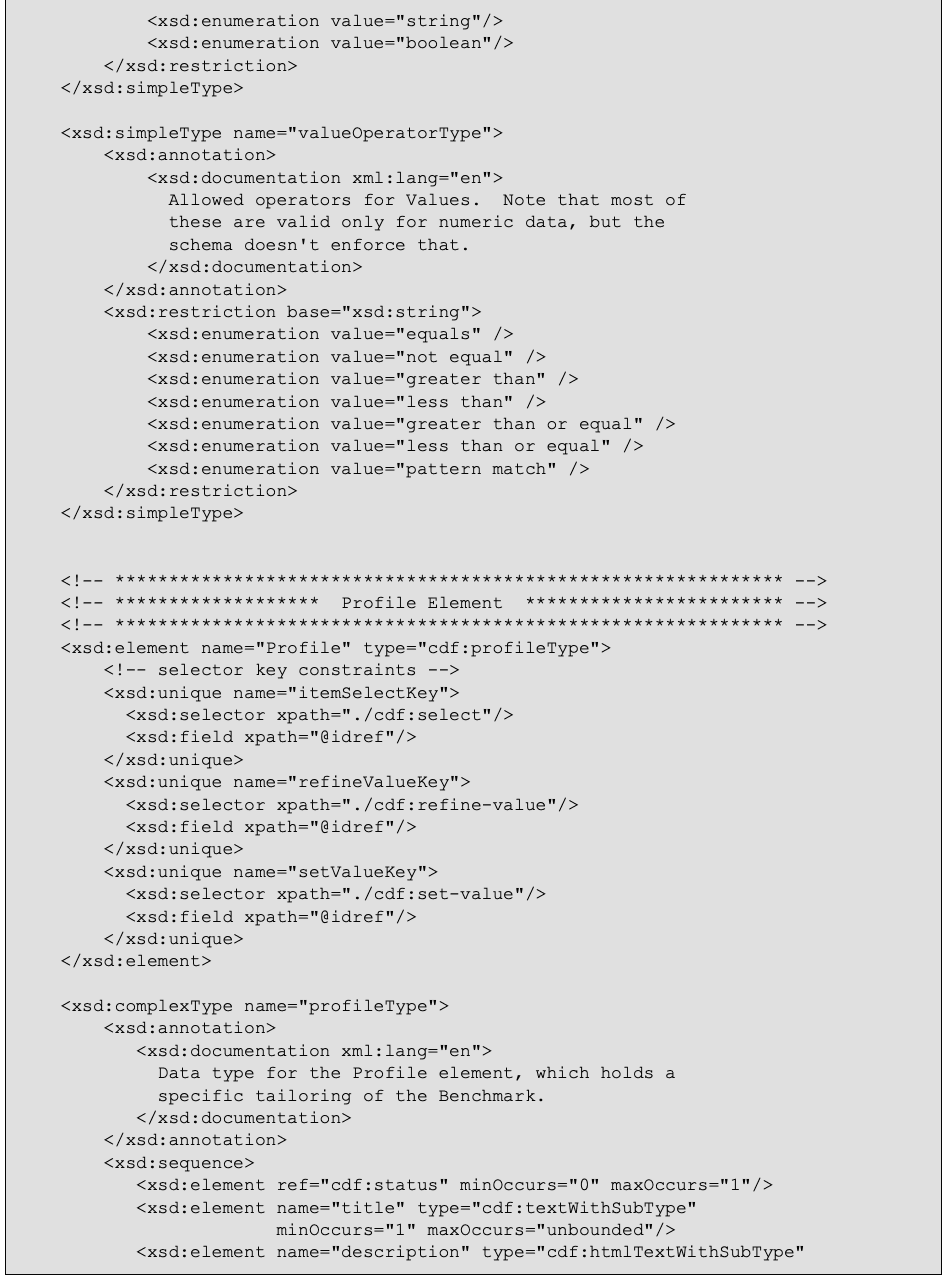 <xsd:enumeration value="string"/>
        <xsd:enumeration value="boolean"/>
    </xsd:restriction>
</xsd:simpleType>

<xsd:simpleType name="valueOperatorType">
    <xsd:annotation>
        <xsd:documentation xml:lang="en">
          Allowed operators for Values.  Note that most of
          these are valid only for numeric data, but the
          schema doesn't enforce that.
        </xsd:documentation>
    </xsd:annotation>
    <xsd:restriction base="xsd:string">
        <xsd:enumeration value="equals" />
        <xsd:enumeration value="not equal" />
        <xsd:enumeration value="greater than" />
        <xsd:enumeration value="less than" />
        <xsd:enumeration value="greater than or equal" />
        <xsd:enumeration value="less than or equal" />
        <xsd:enumeration value="pattern match" />
    </xsd:restriction>
</xsd:simpleType>

<!-- ************************************************************** -->
<!-- *******************  Profile Element  ************************ -->
<!-- ************************************************************** -->
<xsd:element name="Profile" type="cdf:profileType">
    <!-- selector key constraints -->
    <xsd:unique name="itemSelectKey">
      <xsd:selector xpath="./cdf:select"/>
      <xsd:field xpath="@idref"/>
    </xsd:unique>
    <xsd:unique name="refineValueKey">
      <xsd:selector xpath="./cdf:refine-value"/>
      <xsd:field xpath="@idref"/>
    </xsd:unique>
    <xsd:unique name="setValueKey">
      <xsd:selector xpath="./cdf:set-value"/>
      <xsd:field xpath="@idref"/>
    </xsd:unique>
</xsd:element>

<xsd:complexType name="profileType">
    <xsd:annotation>
       <xsd:documentation xml:lang="en">
         Data type for the Profile element, which holds a
         specific tailoring of the Benchmark.
       </xsd:documentation>
    </xsd:annotation>
    <xsd:sequence>
       <xsd:element ref="cdf:status" minOccurs="0" maxOccurs="1"/>
       <xsd:element name="title" type="cdf:textWithSubType"
                    minOccurs="1" maxOccurs="unbounded"/>
       <xsd:element name="description" type="cdf:htmlTextWithSubType"